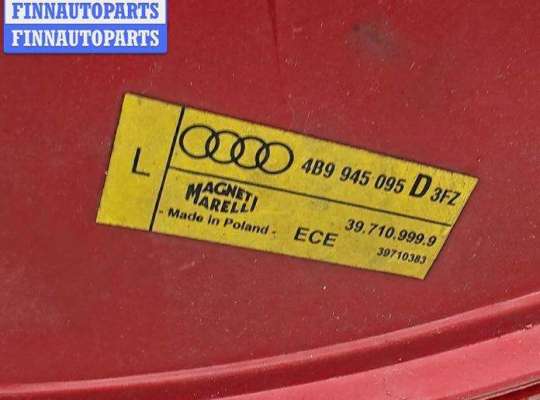 FINNAUTOPARTS
FINNAUTOPARTS
L
4B9 945 095 D 3FZ
MAGNETI
MARELLI
- Made in Poland -
ECE
39.710.999.9
39710383